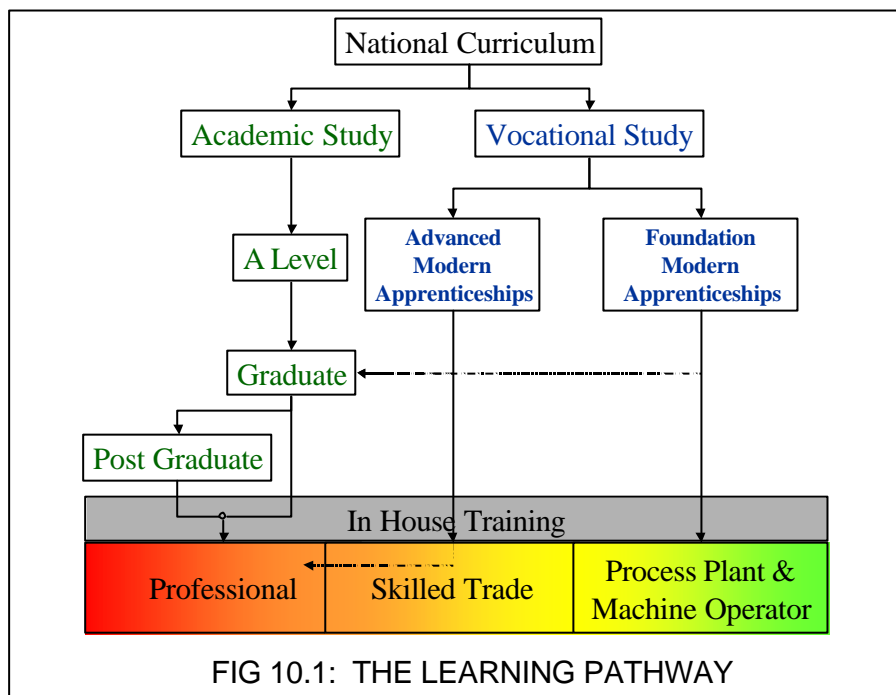 National Curriculum
Academic Study
Vocational Study
A Level
Advanced
Modern
Apprenticeships
Foundation
Modern
Apprenticeships
Graduate
Post Graduate
In House Training
Professional
Skilled Trade
Process Plant &
Machine Operator
FIG 10.1: THE LEARNING PATHWAY